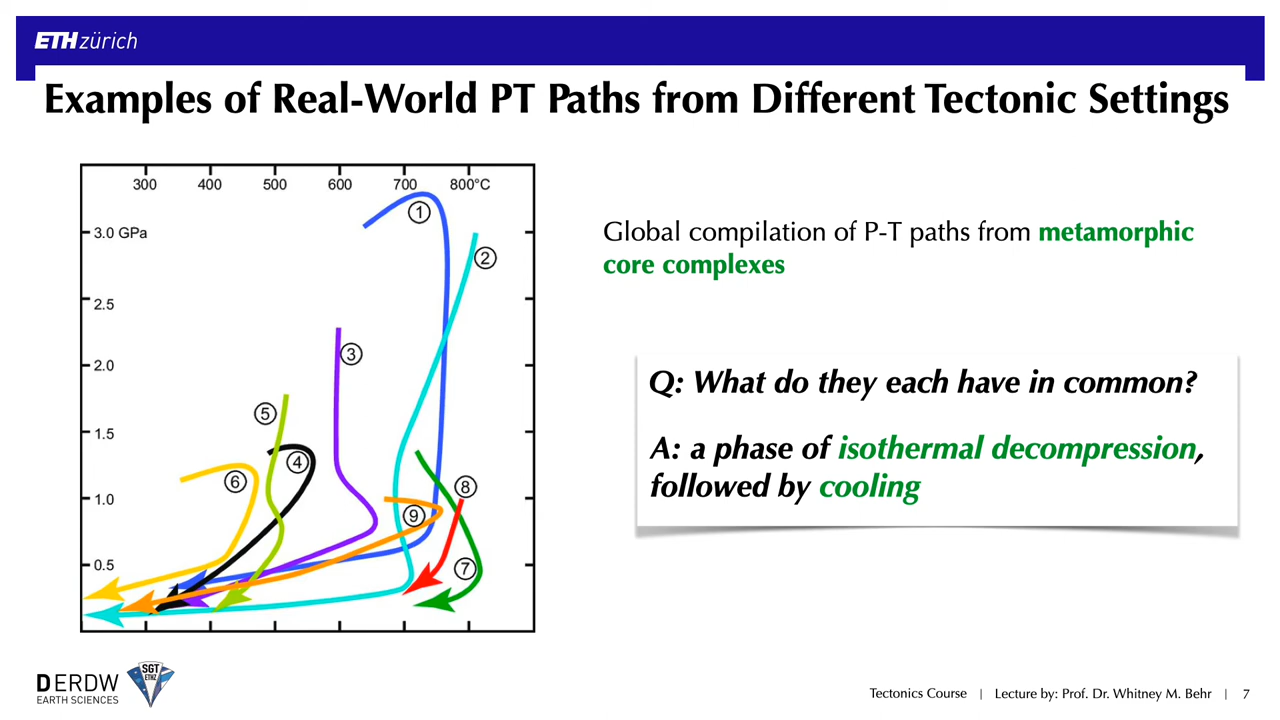 ETH zürich
Examples of Real-World PT Paths from Different Tectonic Settings
300 400 500 600 700 800°C
3.0 GPa
2.5
2.0
1.5
1.0
0.5
1
2
3
5
4
6
8
9
7
Global compilation of P-T paths from metamorphic
core complexes
Q: What do they each have in common?
A: a phase of isothermal decompression,
followed by cooling
DERDW
EARTH SCIENCES
SGT
ETHZ
Tectonics Course | Lecture by: Prof. Dr. Whitney M. Behr | 7